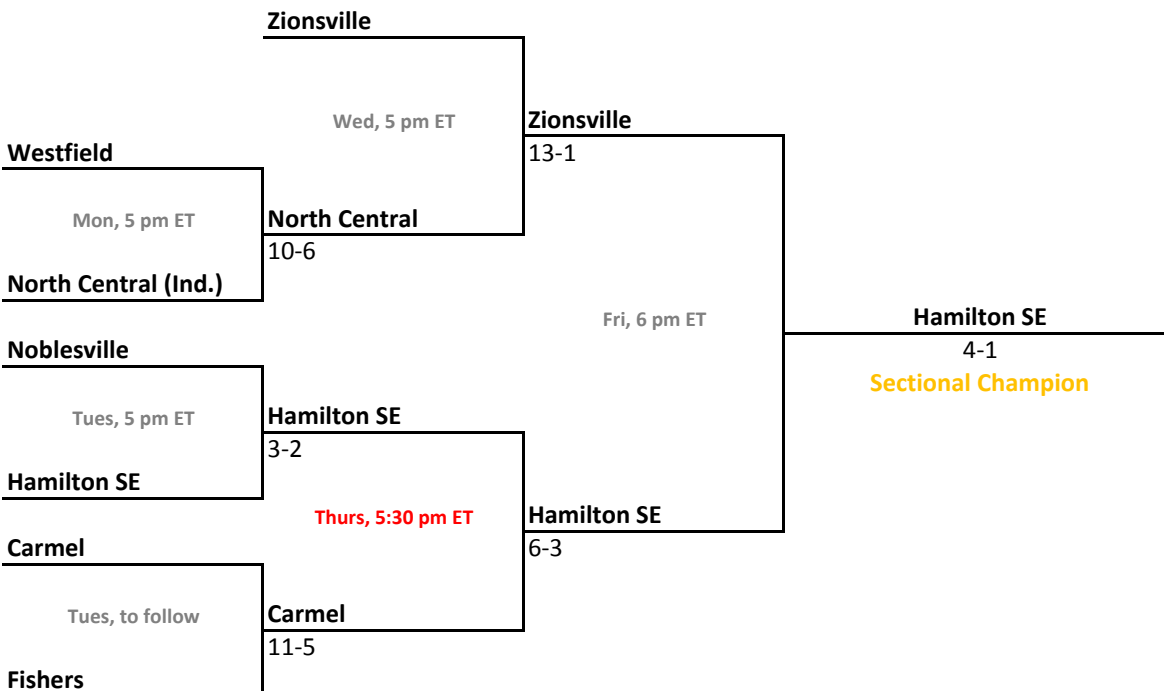 Zionsville
Wed, 5 pm ET
Zionsville
Westfield
13-1
Mon, 5 pm ET
North Central
10-6
North Central (Ind.)
Fri, 6 pm ET
Hamilton SE
Noblesville
4-1
Sectional Champion
Tues, 5 pm ET
Hamilton SE
3-2
Hamilton SE
Thurs, 5:30 pm ET
Hamilton SE
Carmel
6-3
Tues, to follow
Carmel
11-5
Fishers